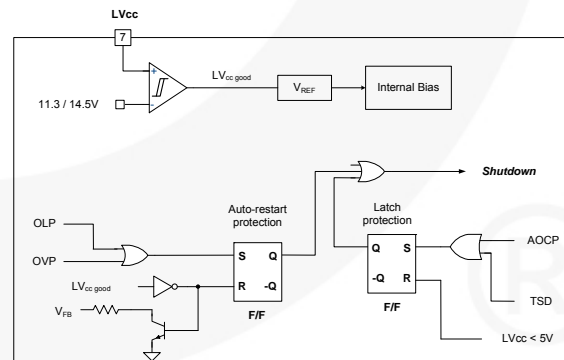 LVcc
7
LVcc good
VREF
Internal Bias
11.3 / 14.5V
Shutdown
OLP
OVP
Auto-restart
protection
Latch
protection
S Q
R -Q
F/F
Q S
-Q R
F/F
AOCP
TSD
LVcc good
VFB
LVcc < 5V
®